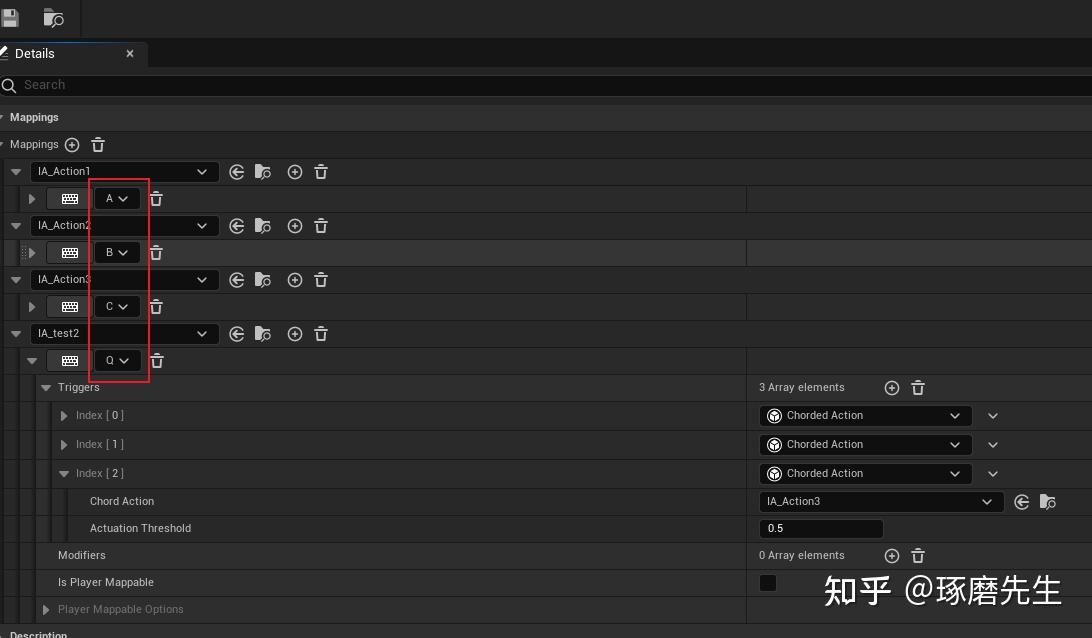 Details
Search
Mappings
Mappings
IA_Action1
A
IA_Action2
B
IA_Action3
C
IA_test2
Q
Triggers 3 Array elements
Index [ 0 ] Chorded Action
Index [ 1 ] Chorded Action
Index [ 2 ] Chorded Action
Chord Action IA_Action3
Actuation Threshold 0.5
Modifiers 0 Array elements
Is Player Mappable
Player Mappable Options
Description
知乎 @琢磨先生